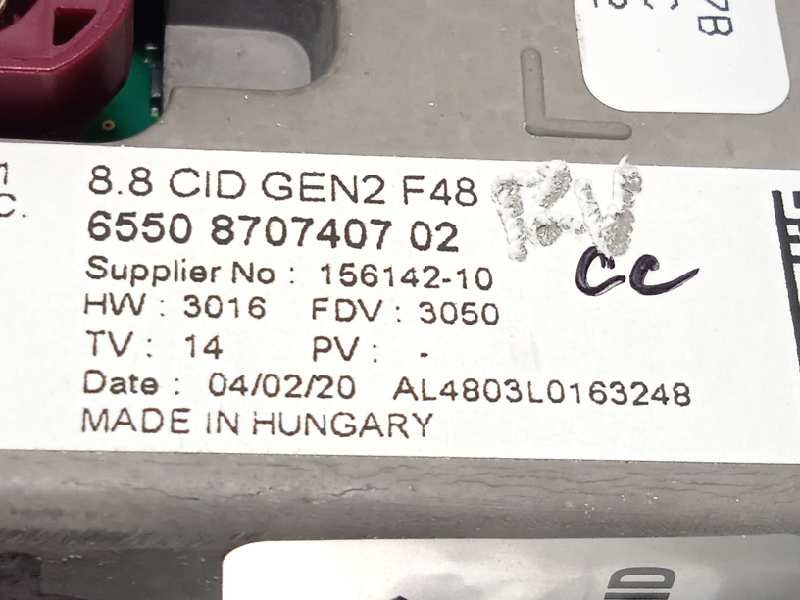 7B
8.8 CID GEN2 F48
6550 8707407 02
CC
Supplier No : 156142-10
HW : 3016 FDV : 3050
TV : 14 PV : .
Date : 04/02/20 AL4803L0163248
MADE IN HUNGARY
C.